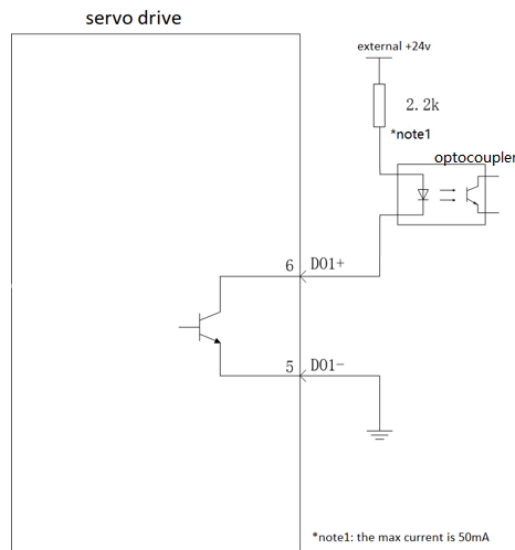 servo drive
external +24v
2.2k
*note1
optocoupler
6 DO1+
5 DO1-
*note1: the max current is 50mA